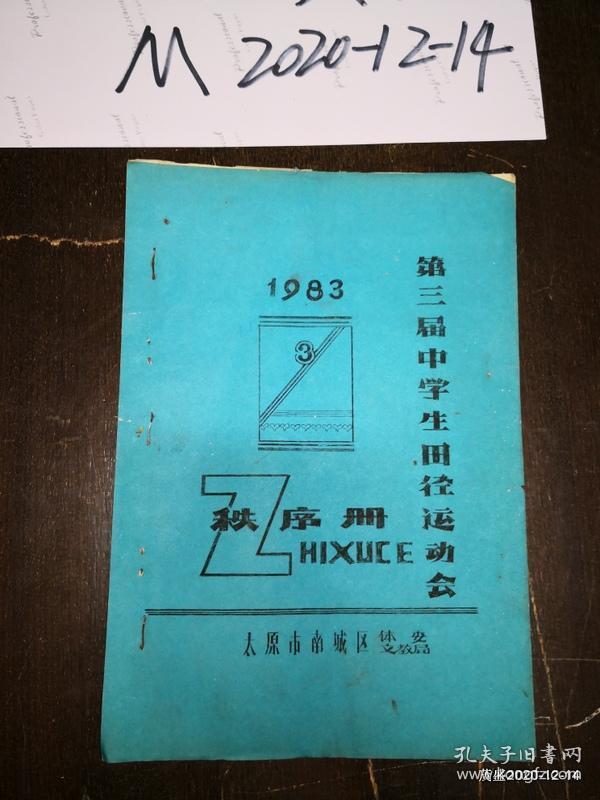 M 2020-12-14
1983
3
第三届中学生田径运动会
秩序册
ZHIXUCE
太原市南城区体委
文教局
孔夫子旧书网